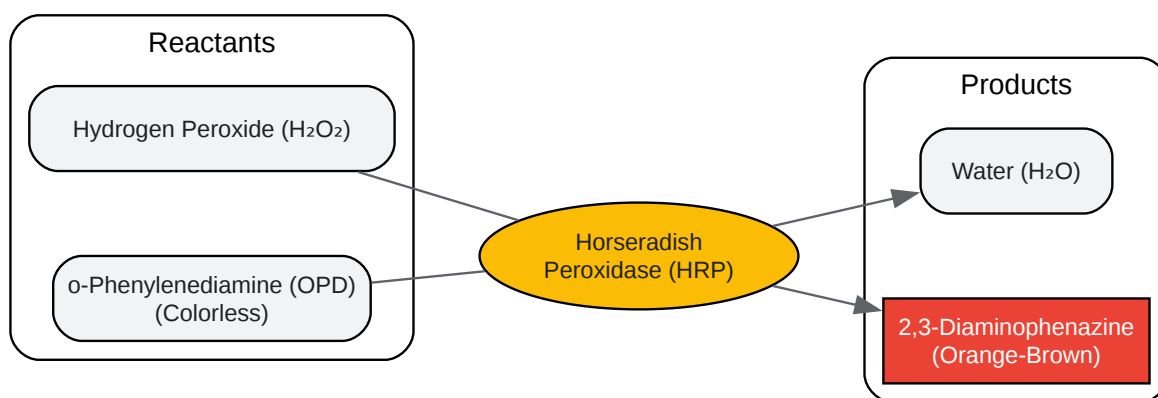 Reactants
Hydrogen Peroxide (H₂O₂)
o-Phenylenediamine (OPD)
(Colorless)
Horseradish
Peroxidase (HRP)
Products
Water (H₂O)
2,3-Diaminophenazine
(Orange-Brown)